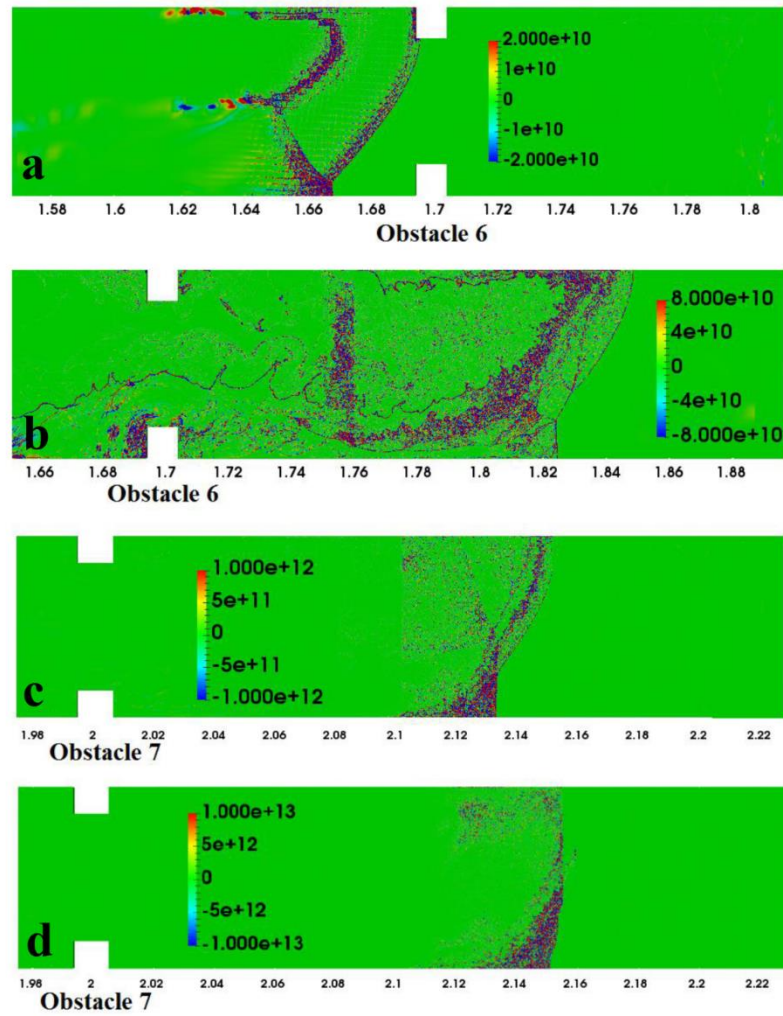 2.000e+10
1e+10
0
-1e+10
-2.000e+10
a
1.58 1.6 1.62 1.64 1.66 1.68 1.7 1.72 1.74 1.76 1.78 1.8
Obstacle 6
8.000e+10
4e+10
0
-4e+10
-8.000e+10
b
1.66 1.68 1.7 1.72 1.74 1.76 1.78 1.8 1.82 1.84 1.86 1.88
Obstacle 6
1.000e+12
5e+11
0
-5e+11
-1.000e+12
c
1.98 2 2.02 2.04 2.06 2.08 2.1 2.12 2.14 2.16 2.18 2.2 2.22
Obstacle 7
1.000e+13
5e+12
0
-5e+12
-1.000e+13
d
1.98 2 2.02 2.04 2.06 2.08 2.1 2.12 2.14 2.16 2.18 2.2 2.22
Obstacle 7